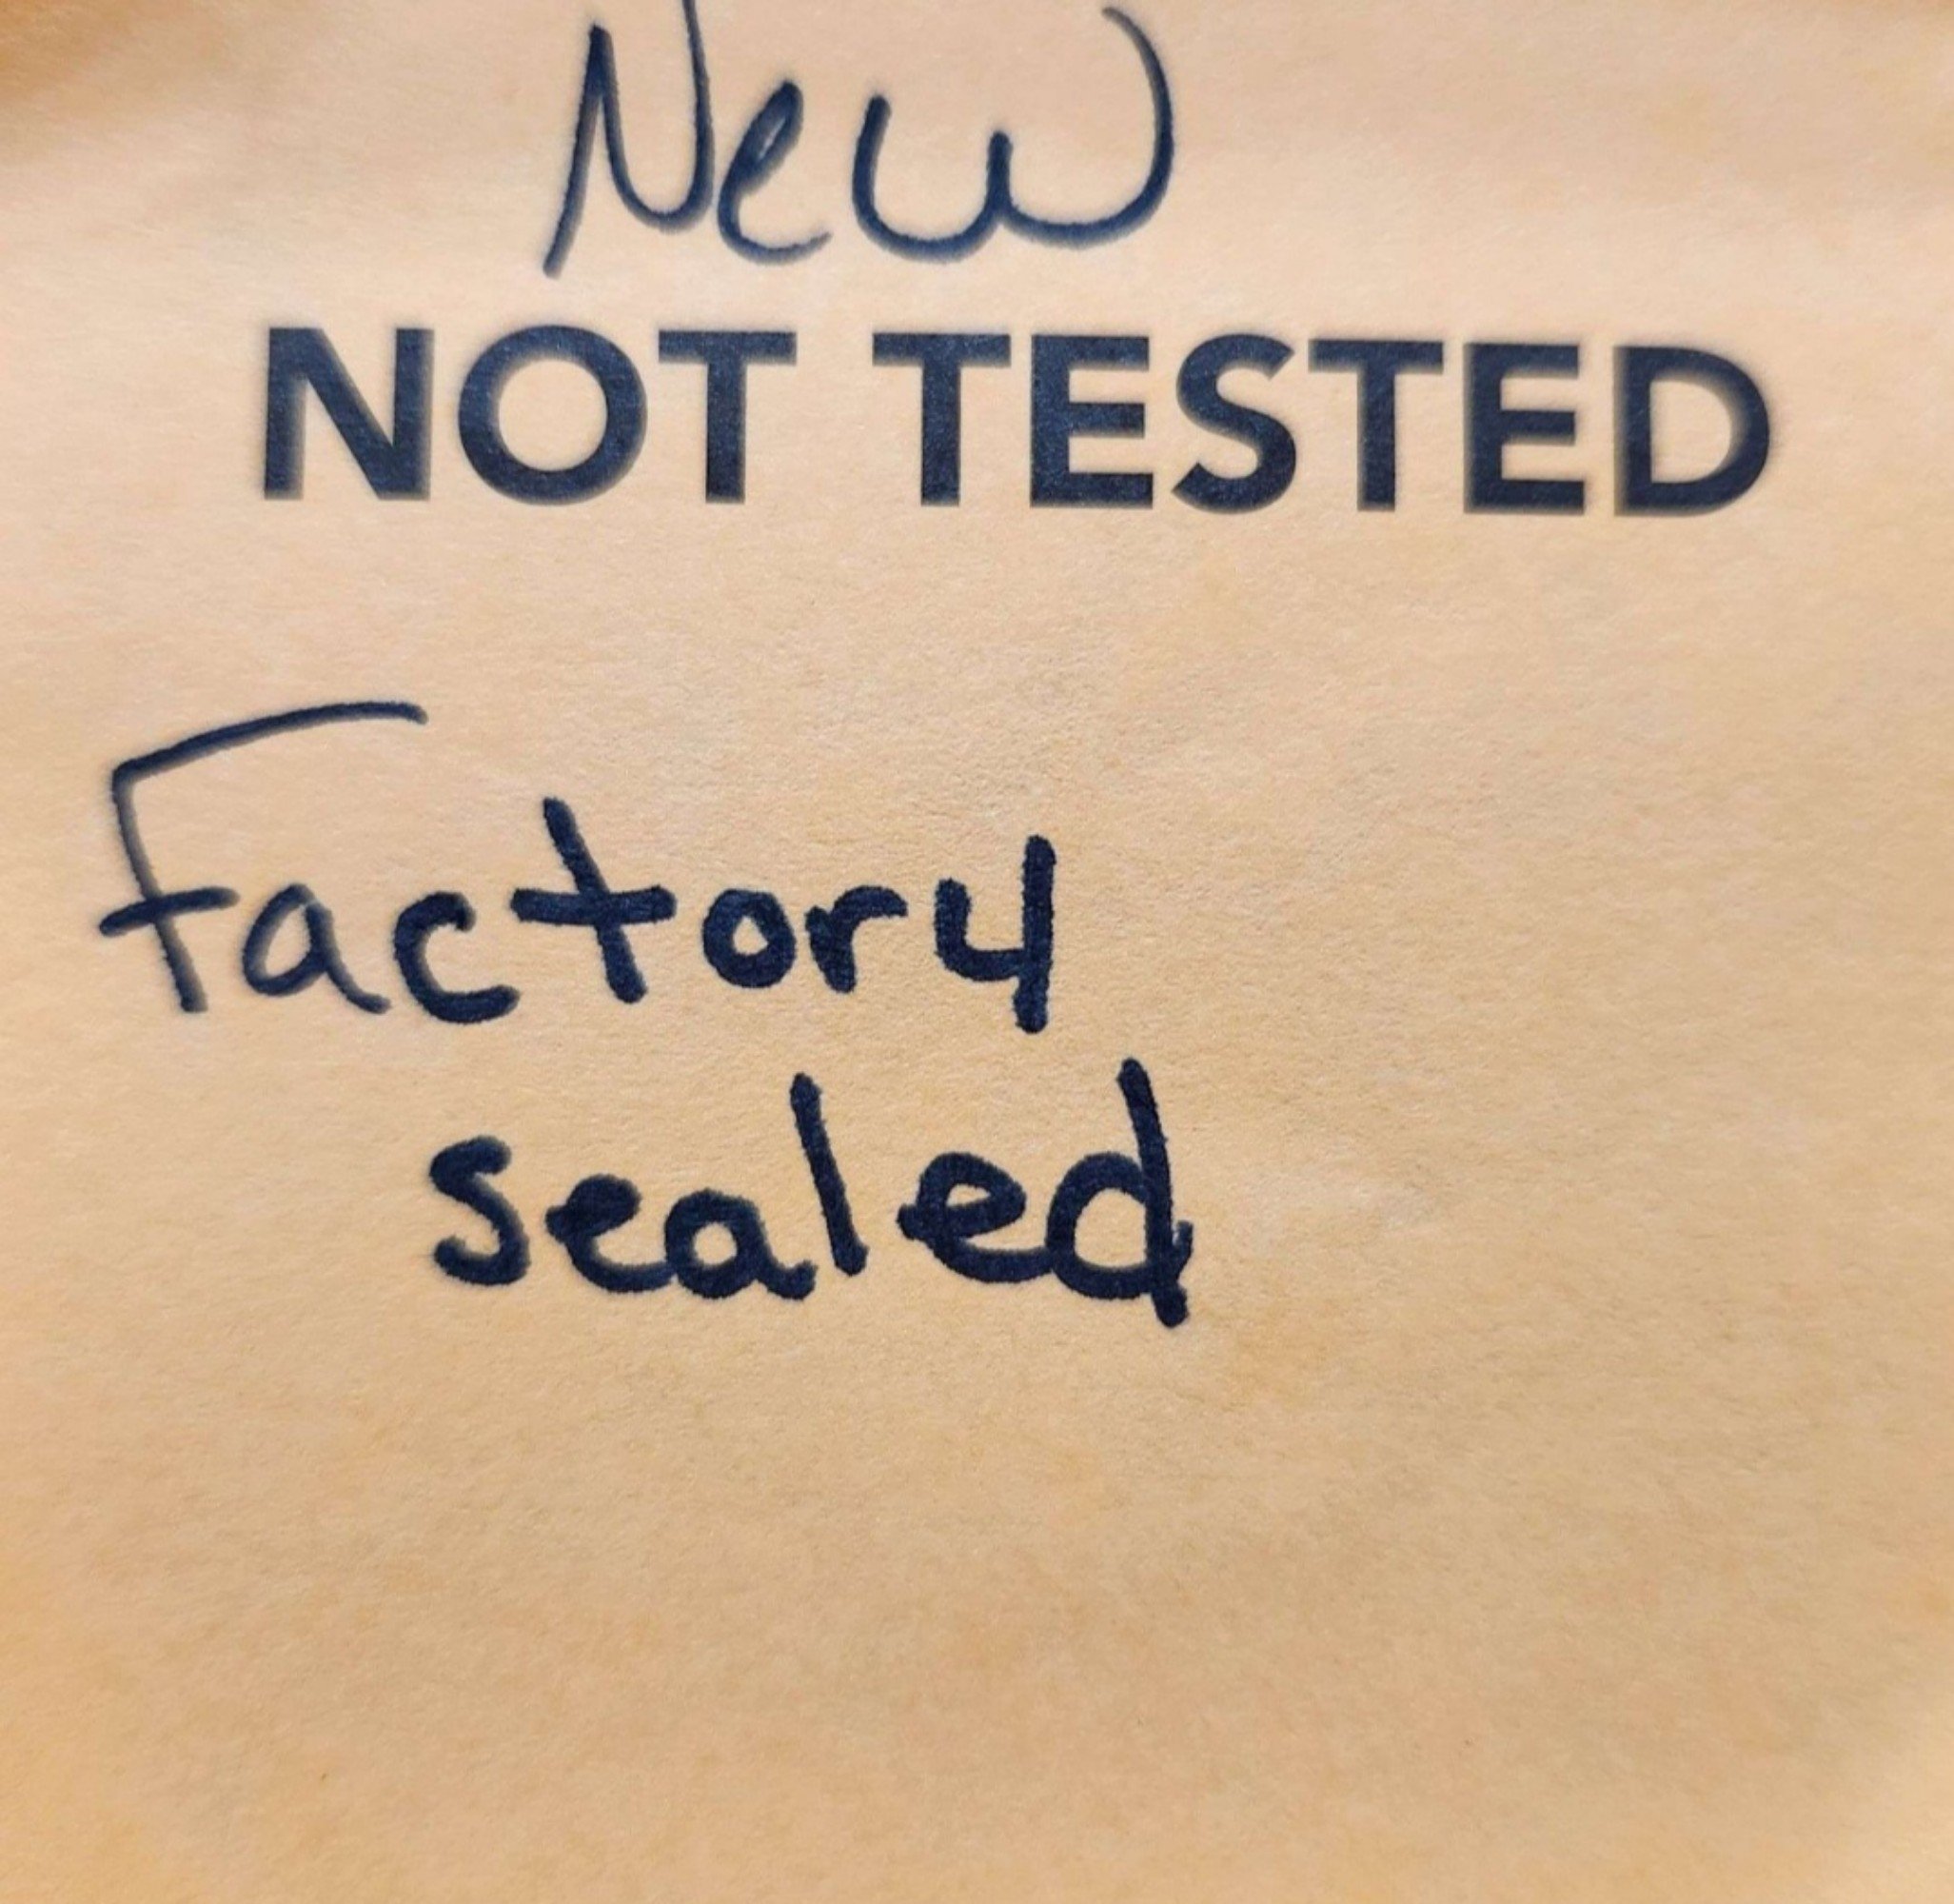 New
NOT TESTED
Factory
sealed